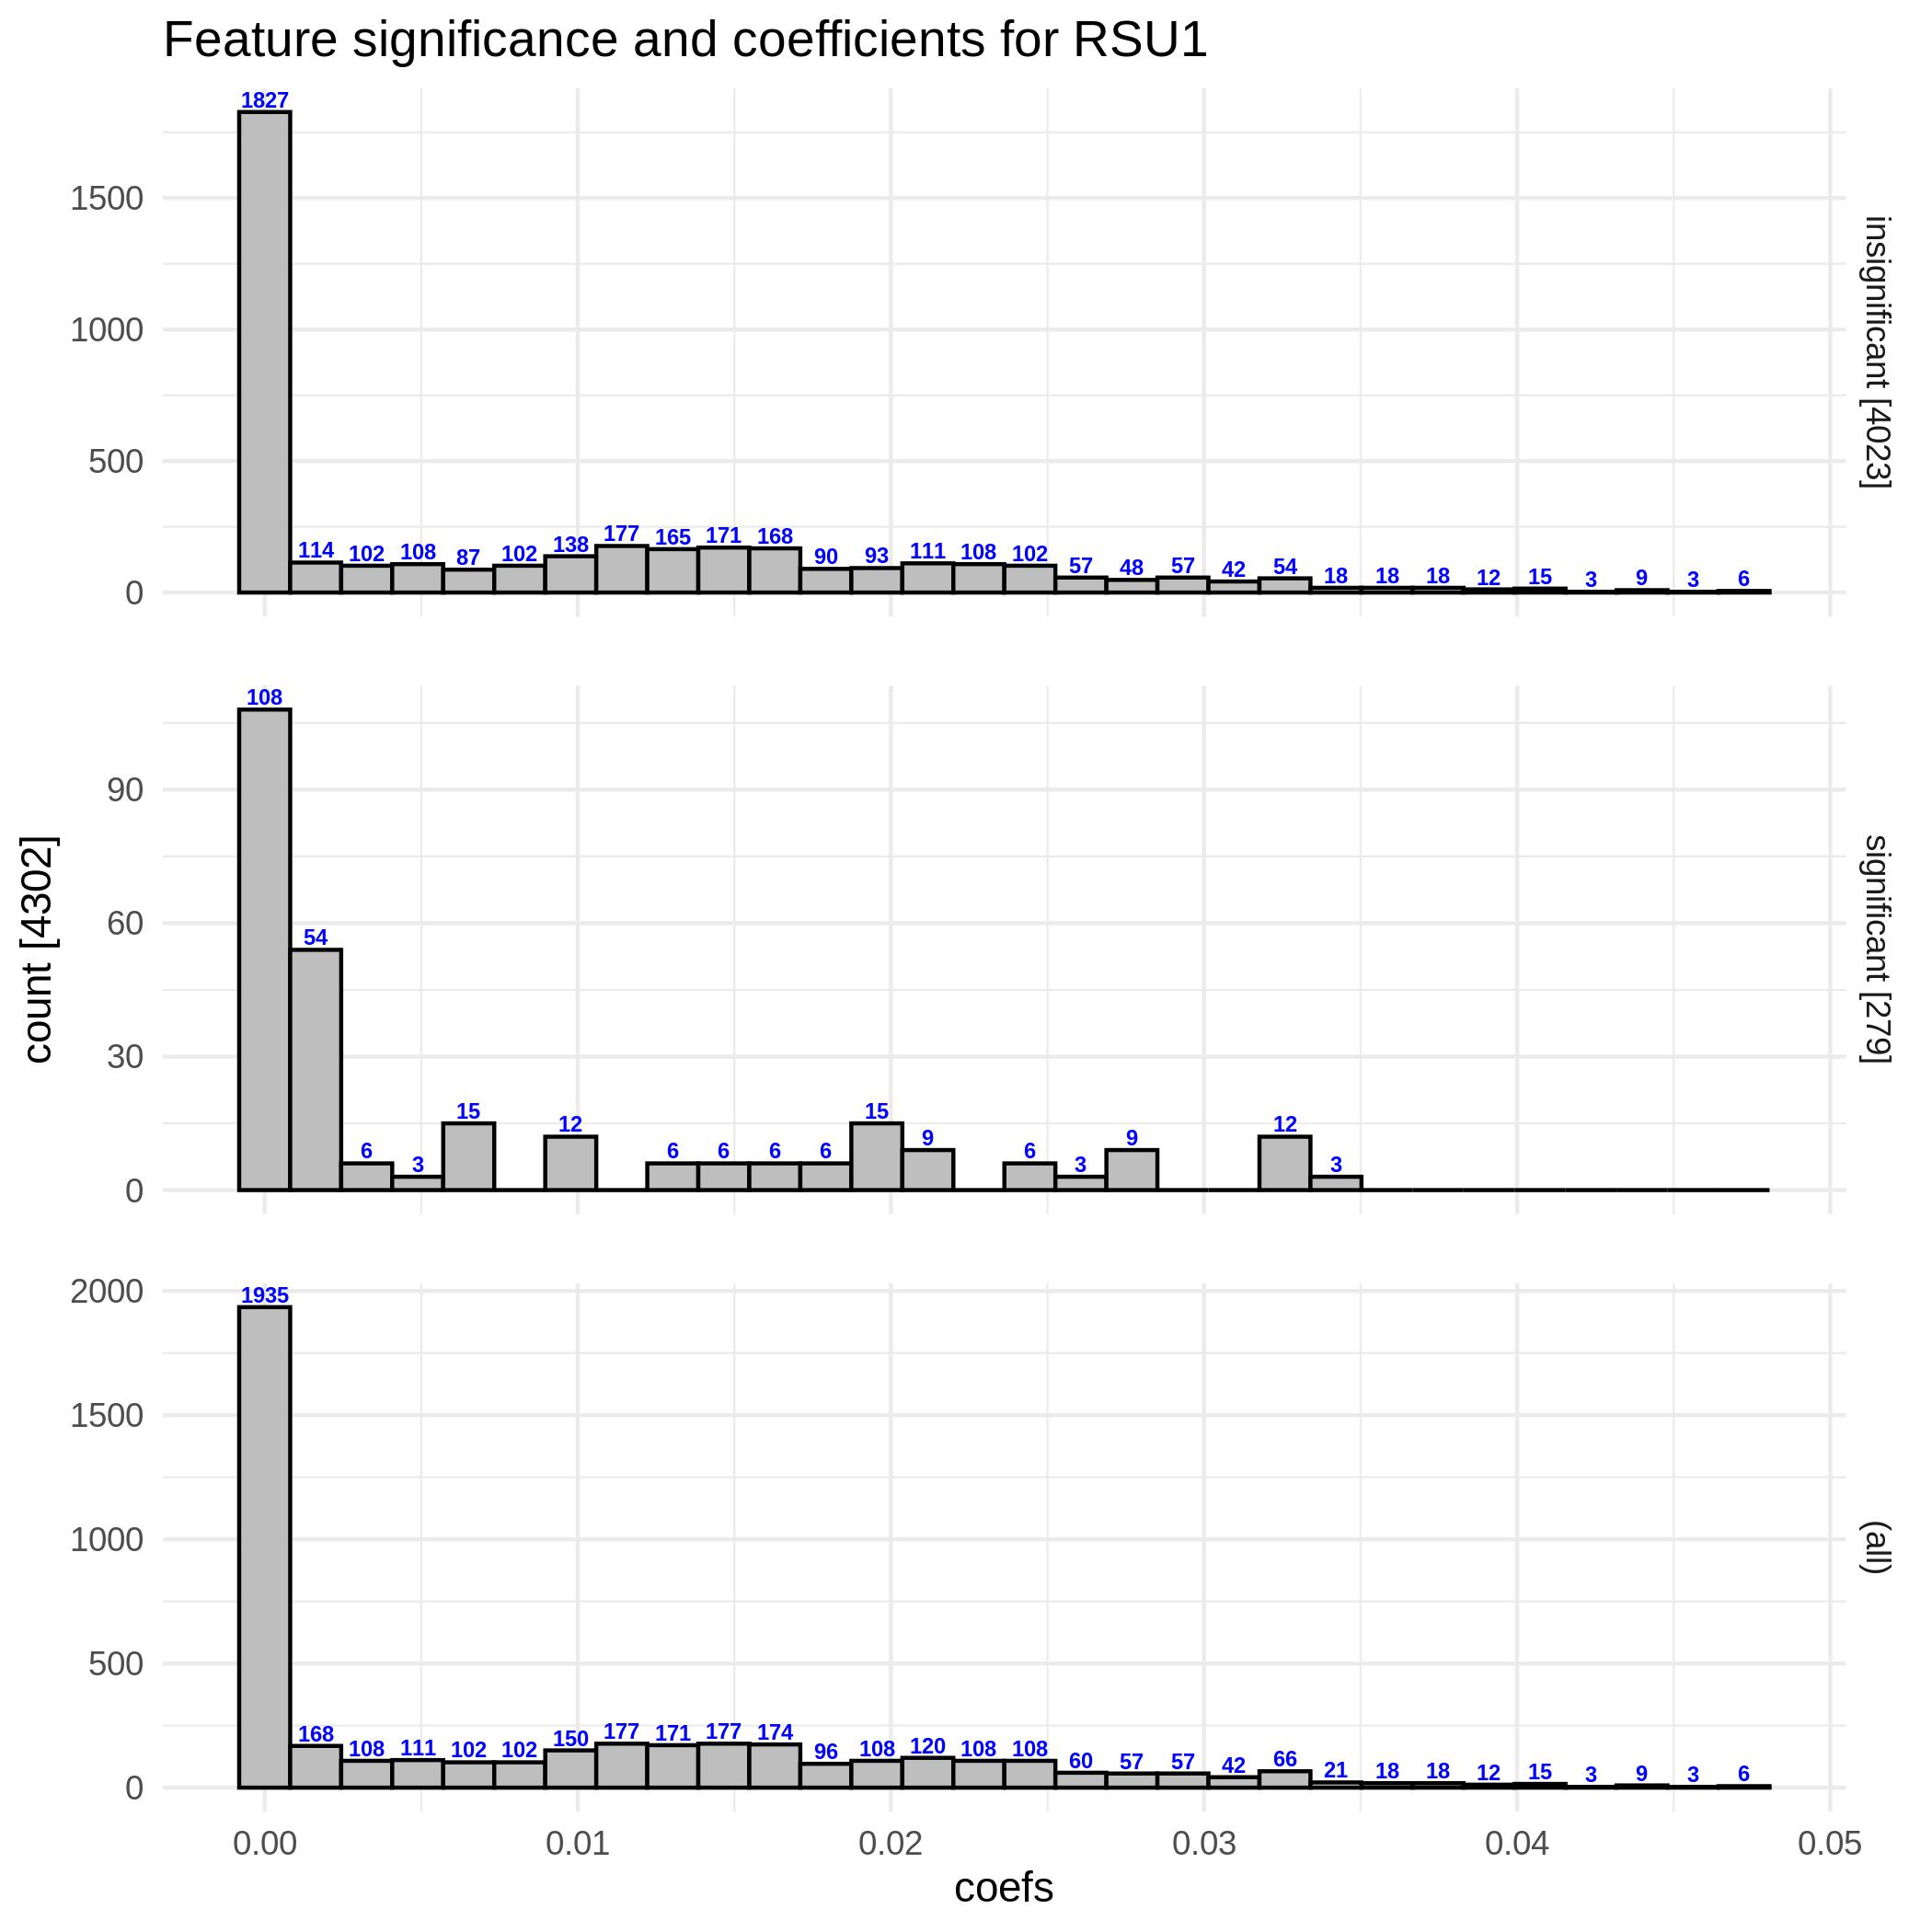 Feature significance and coefficients for RSU1
1827
1500
1000
500
0
114 102 108 87 102 138 177 165 171 168 90 93 111 108 102 57 48 57 42 54 18 18 18 12 15 3 9 3 6
insignificant [4023]
108
90
60
30
0
54 6 3 15 12 6 6 6 6 15 9 6 3 9 12 3
significant [279]
count [4302]
2000
1935
1500
1000
500
0
168 108 111 102 102 150 177 171 177 174 96 108 120 108 108 60 57 57 42 66 21 18 18 12 15 3 9 3 6
(all)
0.00 0.01 0.02 0.03 0.04 0.05
coefs